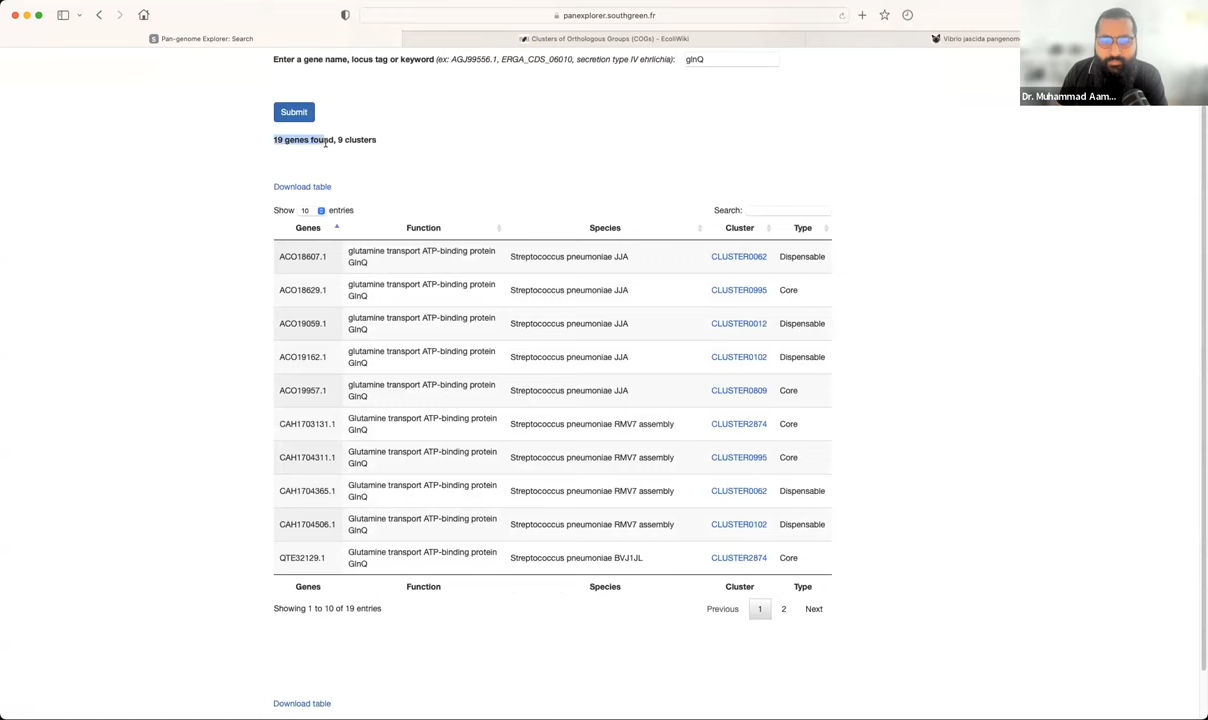 panexplorer.southgreen.fr
Pan-genome Explorer: Search
Clusters of Orthologous Groups (COGs) - EcoliWiki
Vibrio jascida pangenom
Enter a gene name, locus tag or keyword (ex: AGJ99556.1, ERGA_CDS_06010, secretion type IV ehrlichia): glnQ
Dr. Muhammad Aam...
Submit
19 genes found, 9 clusters
Download table
Show 10 entries Search:
Genes Function Species Cluster Type
ACO18607.1 glutamine transport ATP-binding protein GlnQ Streptococcus pneumoniae JJA CLUSTER0062 Dispensable
ACO18629.1 glutamine transport ATP-binding protein GlnQ Streptococcus pneumoniae JJA CLUSTER0995 Core
ACO19059.1 glutamine transport ATP-binding protein GlnQ Streptococcus pneumoniae JJA CLUSTER0012 Dispensable
ACO19162.1 glutamine transport ATP-binding protein GlnQ Streptococcus pneumoniae JJA CLUSTER0102 Dispensable
ACO19957.1 glutamine transport ATP-binding protein GlnQ Streptococcus pneumoniae JJA CLUSTER0809 Core
CAH1703131.1 Glutamine transport ATP-binding protein GlnQ Streptococcus pneumoniae RMV7 assembly CLUSTER2874 Core
CAH1704311.1 Glutamine transport ATP-binding protein GlnQ Streptococcus pneumoniae RMV7 assembly CLUSTER0995 Core
CAH1704365.1 Glutamine transport ATP-binding protein GlnQ Streptococcus pneumoniae RMV7 assembly CLUSTER0062 Dispensable
CAH1704506.1 Glutamine transport ATP-binding protein GlnQ Streptococcus pneumoniae RMV7 assembly CLUSTER0102 Dispensable
QTE32129.1 Glutamine transport ATP-binding protein GlnQ Streptococcus pneumoniae BVJ1JL CLUSTER2874 Core
Genes Function Species Cluster Type
Showing 1 to 10 of 19 entries Previous 1 2 Next
Download table